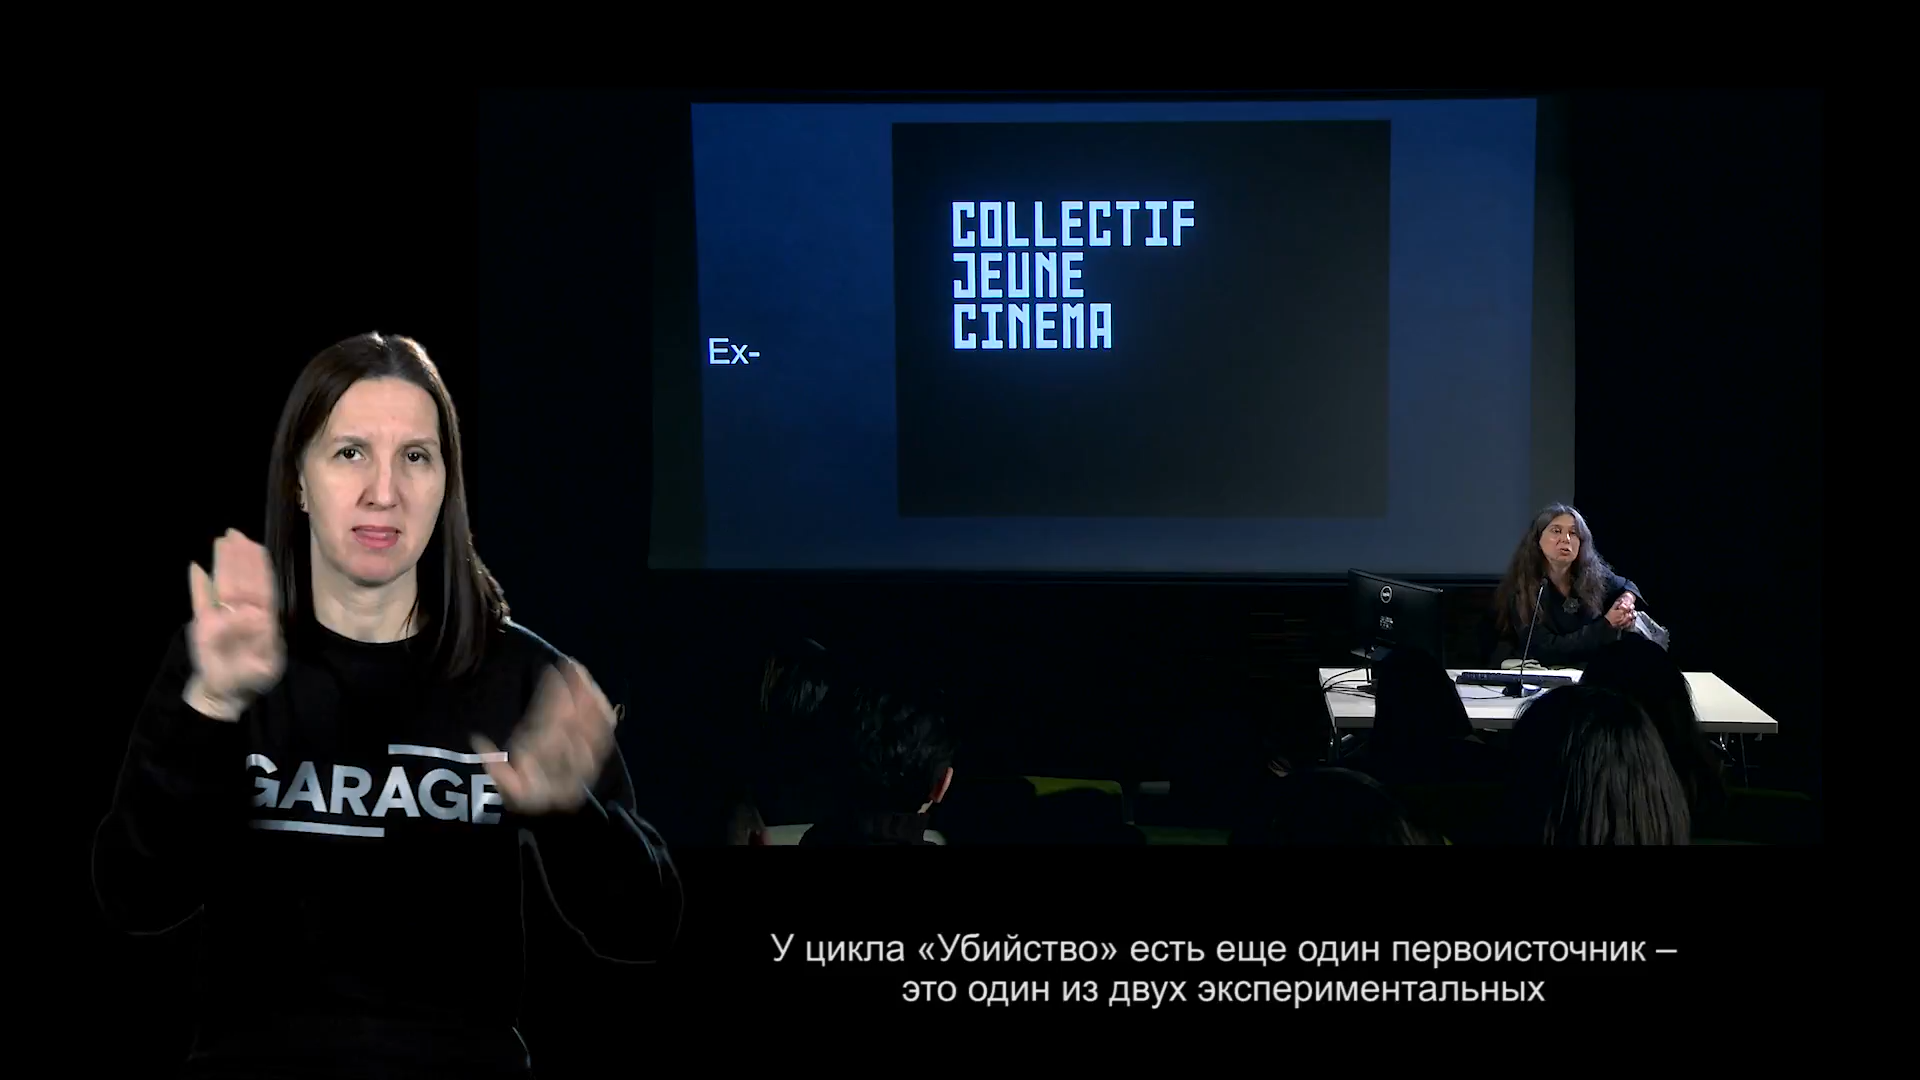 COLLECTIF
JEUNE
CINEMA
Ex-
GARAGE
У цикла «Убийство» есть еще один первоисточник –
это один из двух экспериментальных